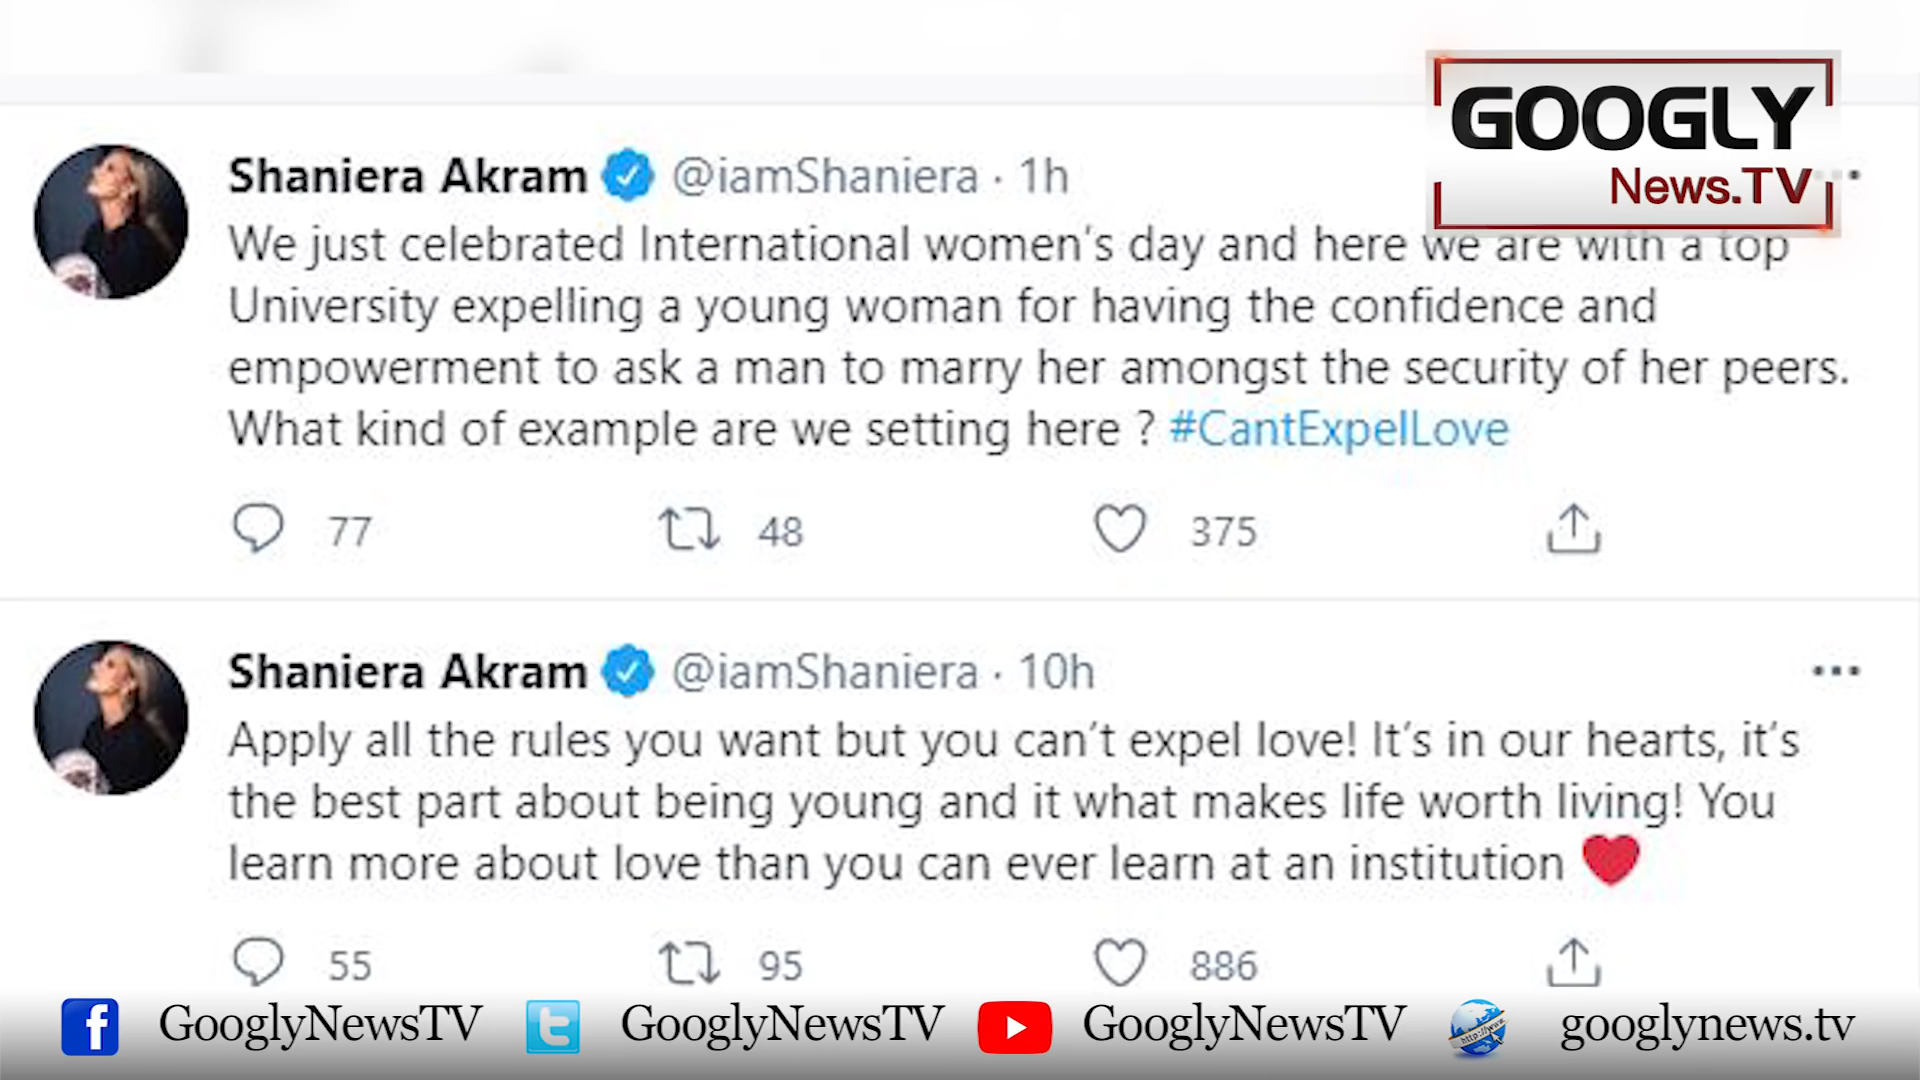 GOOGLY
News.TV
Shaniera Akram @iamShaniera · 1h
We just celebrated International women's day and here we are with a top
University expelling a young woman for having the confidence and
empowerment to ask a man to marry her amongst the security of her peers.
What kind of example are we setting here ? #CantExpelLove
77 48 375
Shaniera Akram @iamShaniera · 10h
Apply all the rules you want but you can't expel love! It's in our hearts, it's
the best part about being young and it what makes life worth living! You
learn more about love than you can ever learn at an institution ❤
55 95 886
GooglyNewsTV GooglyNewsTV GooglyNewsTV http://www googlynews.tv